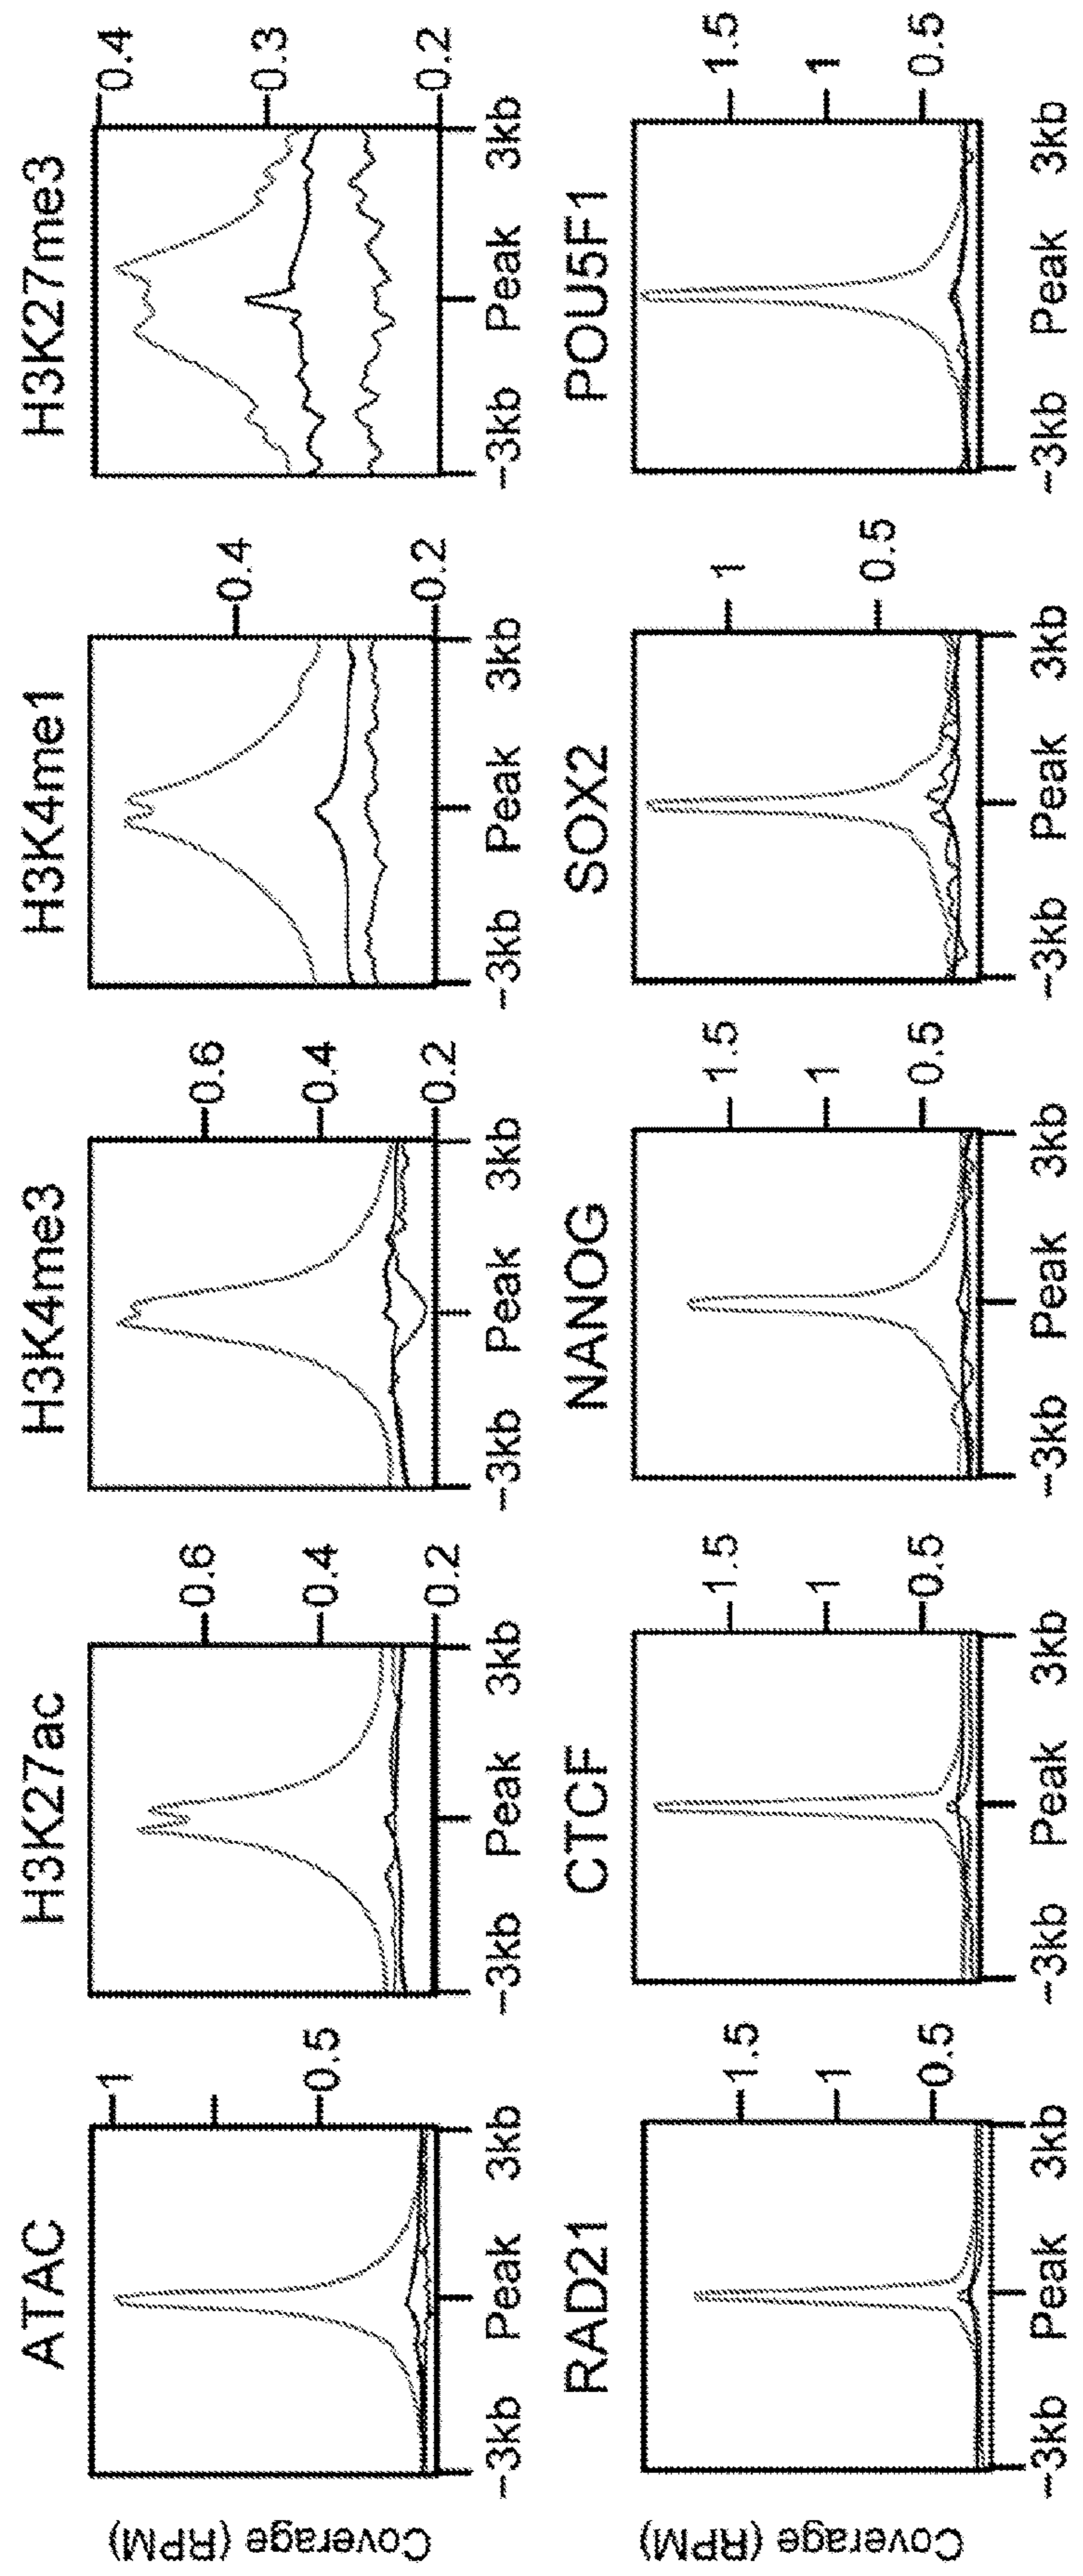 ATAC H3K27ac H3K4me3 H3K4me1 H3K27me3
Coverage (RPM)
1 0.5
0.6 0.4 0.2
0.6 0.4 0.2
0.4 0.2
0.4 0.3 0.2
−3kb Peak 3kb −3kb Peak 3kb −3kb Peak 3kb −3kb Peak 3kb −3kb Peak 3kb
RAD21 CTCF NANOG SOX2 POU5F1
Coverage (RPM)
1.5 1 0.5
1.5 1 0.5
1.5 1 0.5
1 0.5
1.5 1 0.5
−3kb Peak 3kb −3kb Peak 3kb −3kb Peak 3kb −3kb Peak 3kb −3kb Peak 3kb